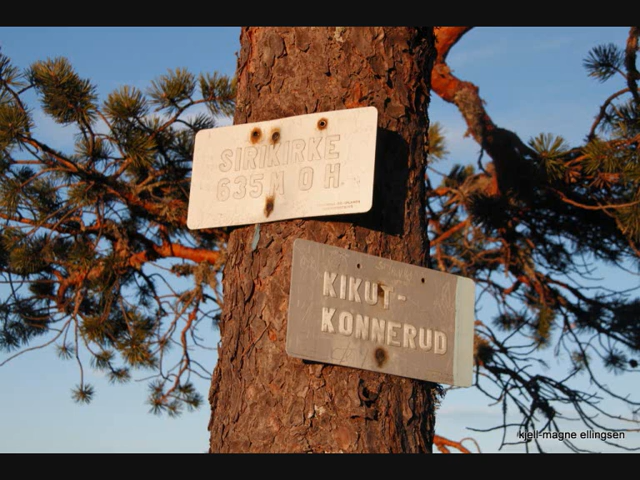 SIRIKIRKE
635 M O H.
KIKUT-
KONNERUD
kjell-magne ellingsen